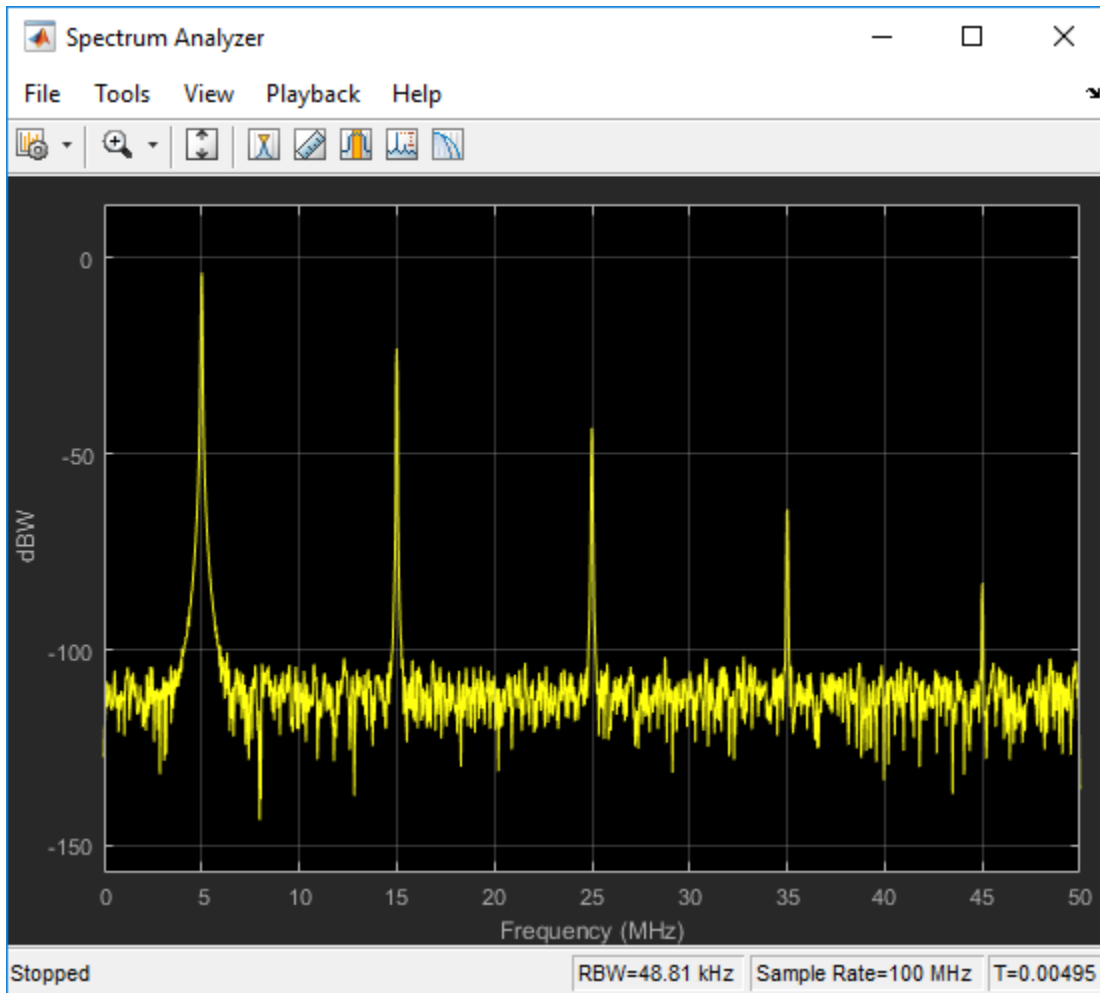 Spectrum Analyzer
File Tools View Playback Help
0
-50
-100
-150
dBW
0 5 10 15 20 25 30 35 40 45 50
Frequency (MHz)
Stopped RBW=48.81 kHz Sample Rate=100 MHz T=0.00495